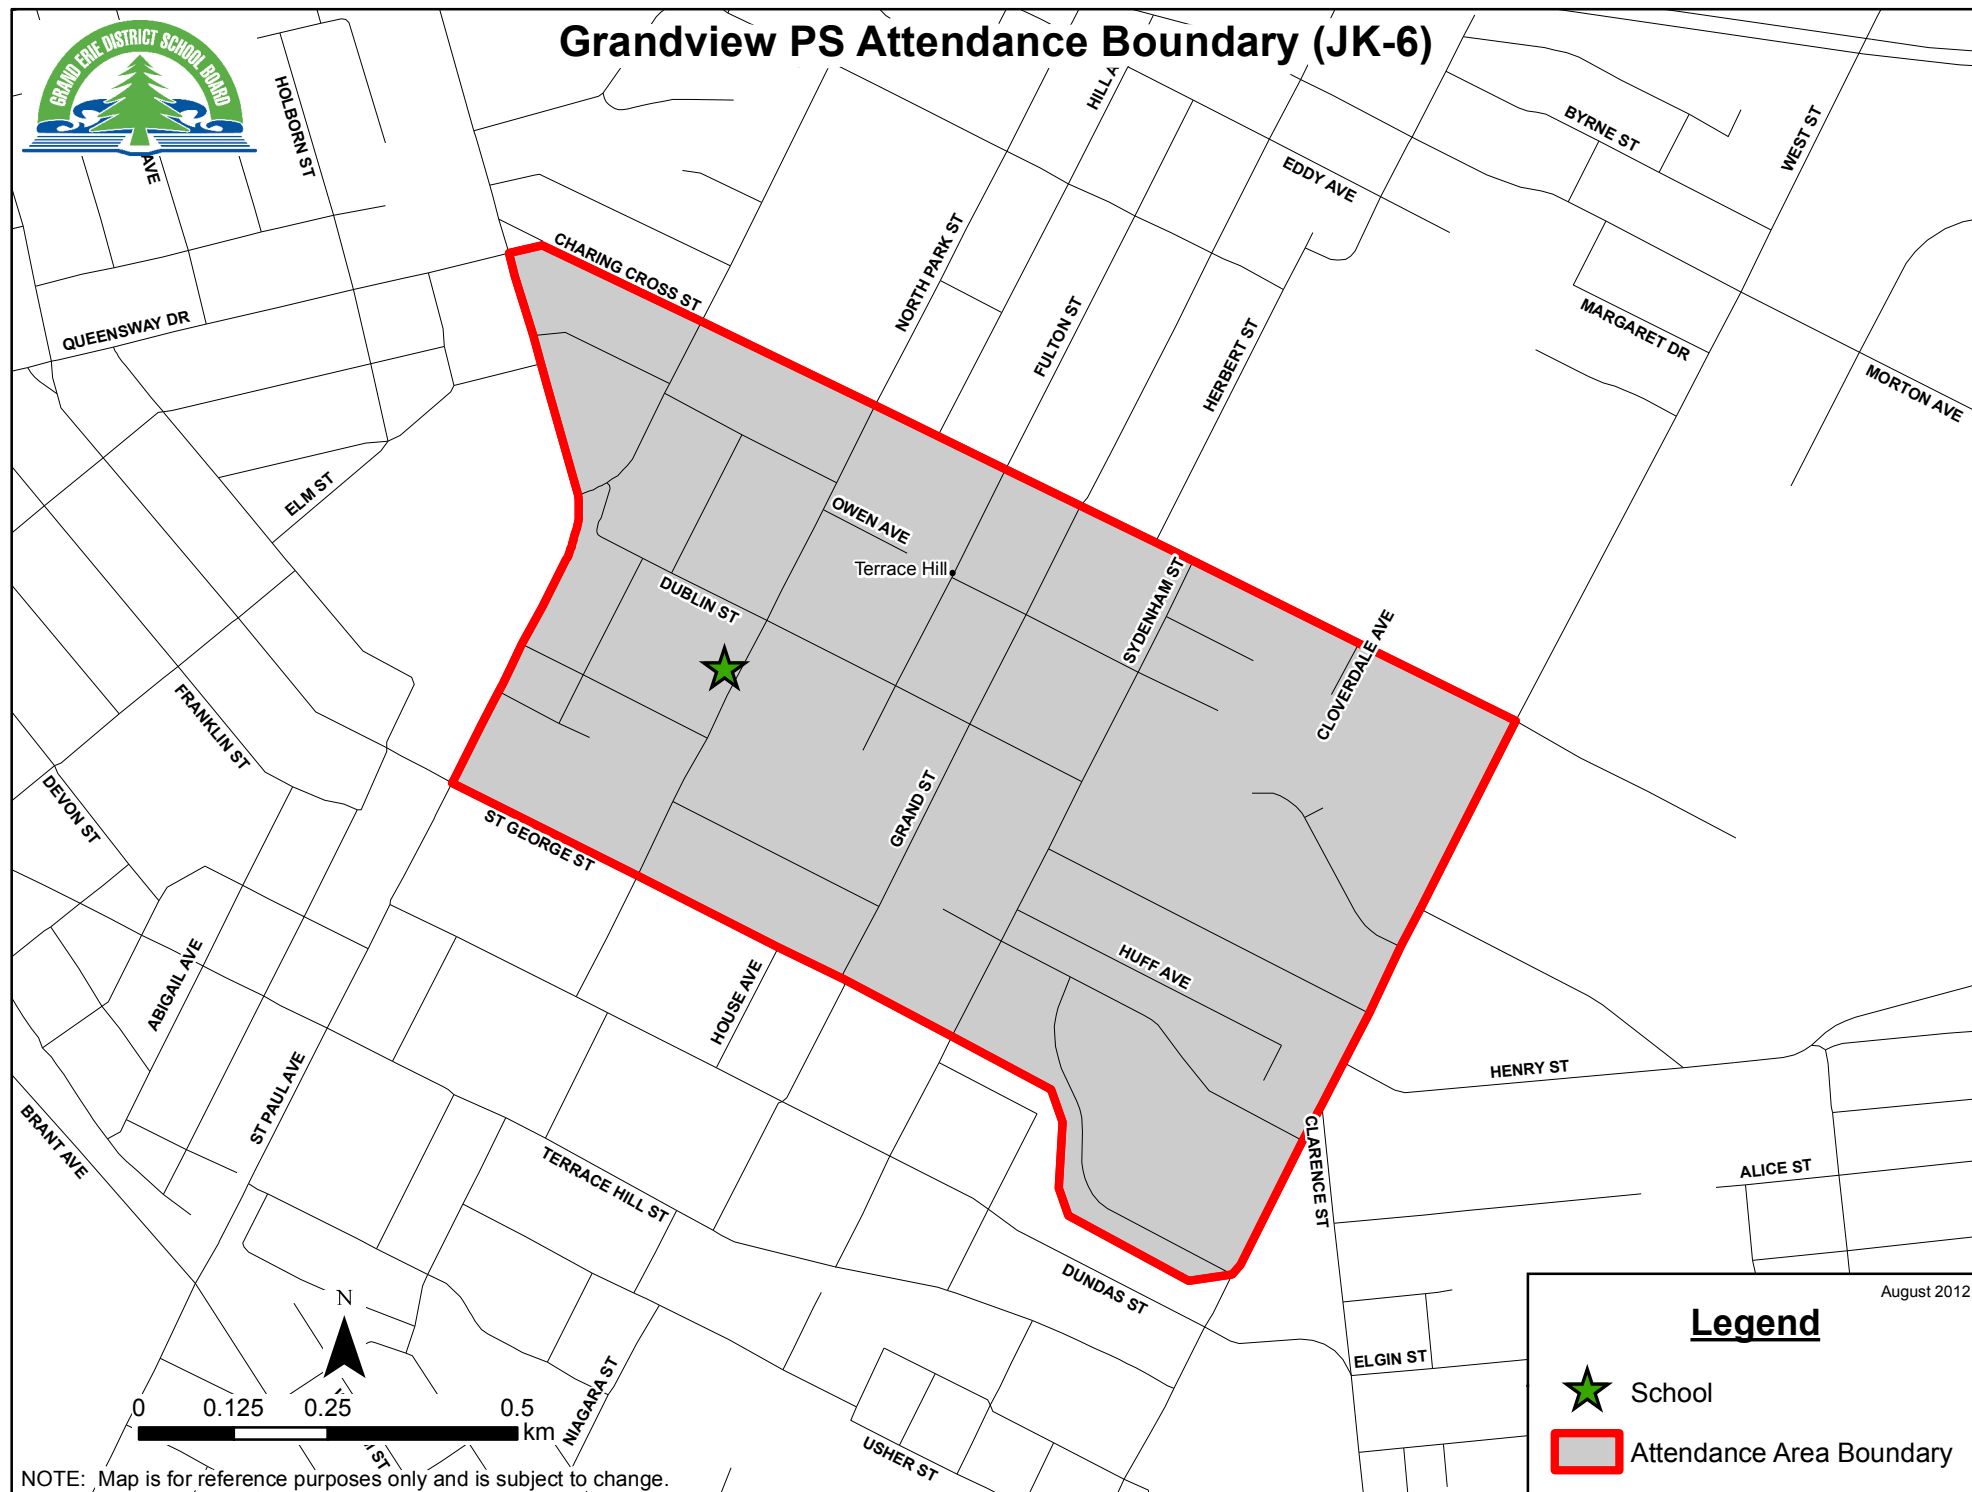 Grandview PS Attendance Boundary (JK-6)
GRAND ERIE DISTRICT SCHOOL BOARD
HOLBORN ST
AVE
HILL A
BYRNE ST
WEST ST
EDDY AVE
CHARING CROSS ST
NORTH PARK ST
QUEENSWAY DR
FULTON ST
HERBERT ST
MARGARET DR
MORTON AVE
ELM ST
OWEN AVE
Terrace Hill
DUBLIN ST
SYDENHAM ST
CLOVERDALE AVE
FRANKLIN ST
DEVON ST
ST GEORGE ST
GRAND ST
ABIGAIL AVE
HOUSE AVE
HUFF AVE
HENRY ST
ST PAUL AVE
BRANT AVE
CLARENCE ST
ALICE ST
TERRACE HILL ST
DUNDAS ST
ELGIN ST
NIAGARA ST
USHER ST
ST
N
0 0.125 0.25 0.5
km
NOTE: Map is for reference purposes only and is subject to change.
August 2012
Legend
School
Attendance Area Boundary